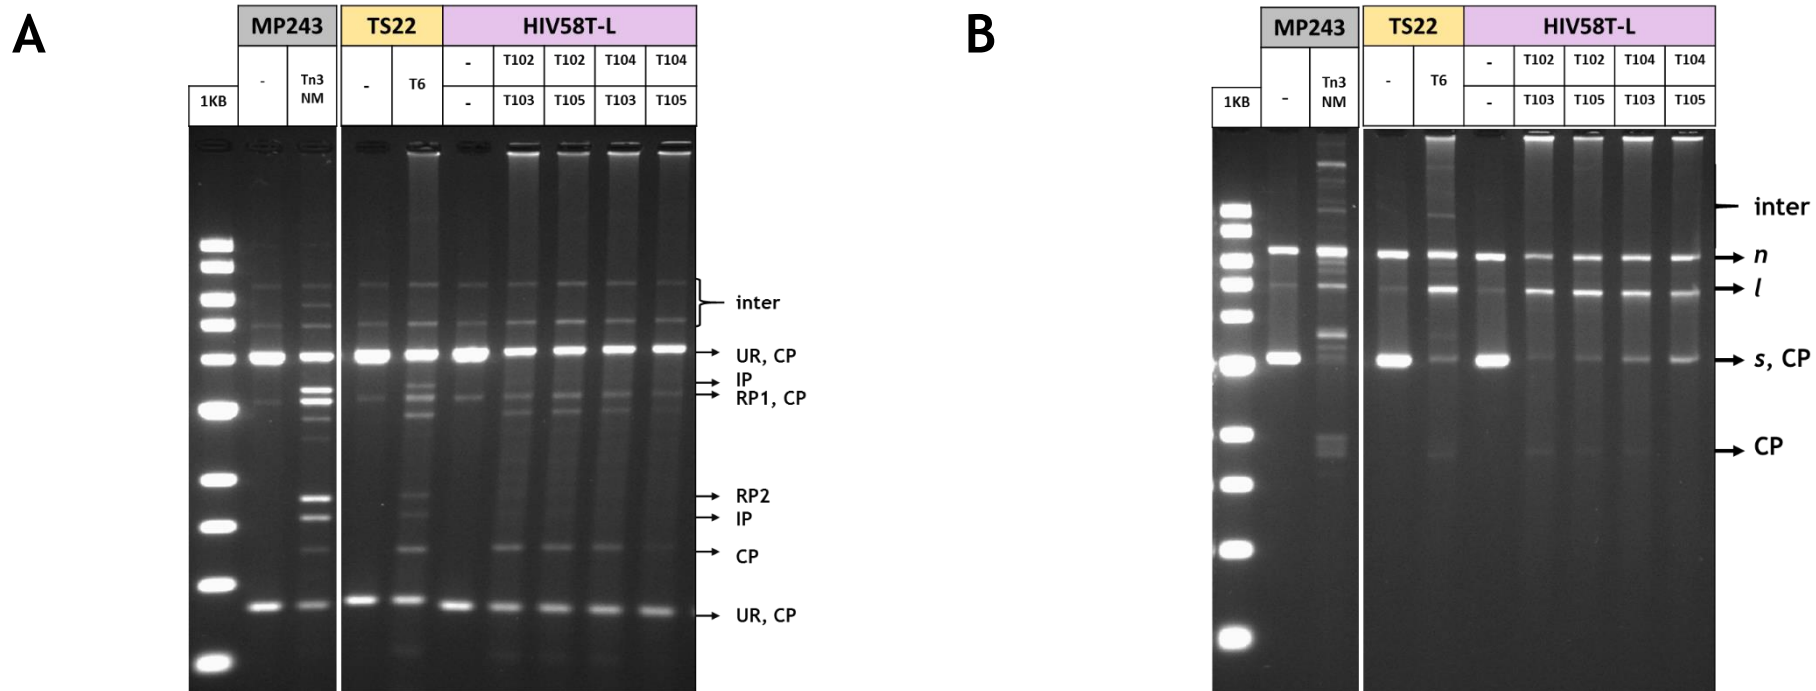 A
MP243 TS22 HIV58T-L
1KB - Tn3 NM - T6 - T102 T102 T104 T104
- T103 T105 T103 T105
inter
UR, CP
IP
RP1, CP
RP2
IP
CP
UR, CP
B
MP243 TS22 HIV58T-L
1KB - Tn3 NM - T6 - T102 T102 T104 T104
- T103 T105 T103 T105
inter
n
l
s, CP
CP